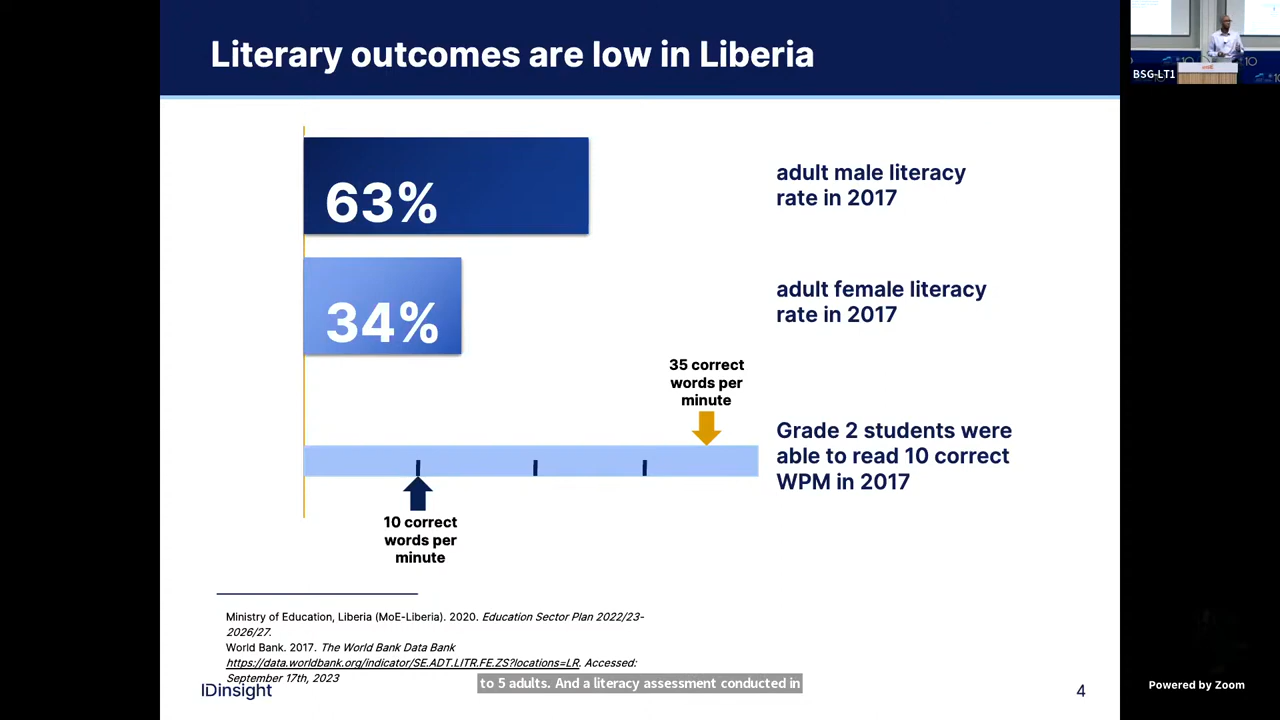 Literary outcomes are low in Liberia
BSG-LT1
63%
adult male literacy
rate in 2017
34%
adult female literacy
rate in 2017
35 correct
words per
minute
Grade 2 students were
able to read 10 correct
WPM in 2017
10 correct
words per
minute
Ministry of Education, Liberia (MoE-Liberia). 2020. Education Sector Plan 2022/23-
2026/27.
World Bank. 2017. The World Bank Data Bank
https://data.worldbank.org/indicator/SE.ADT.LITR.FE.ZS?locations=LR. Accessed:
September 17th, 2023
IDinsight
to 5 adults. And a literacy assessment conducted in
4
Powered by Zoom